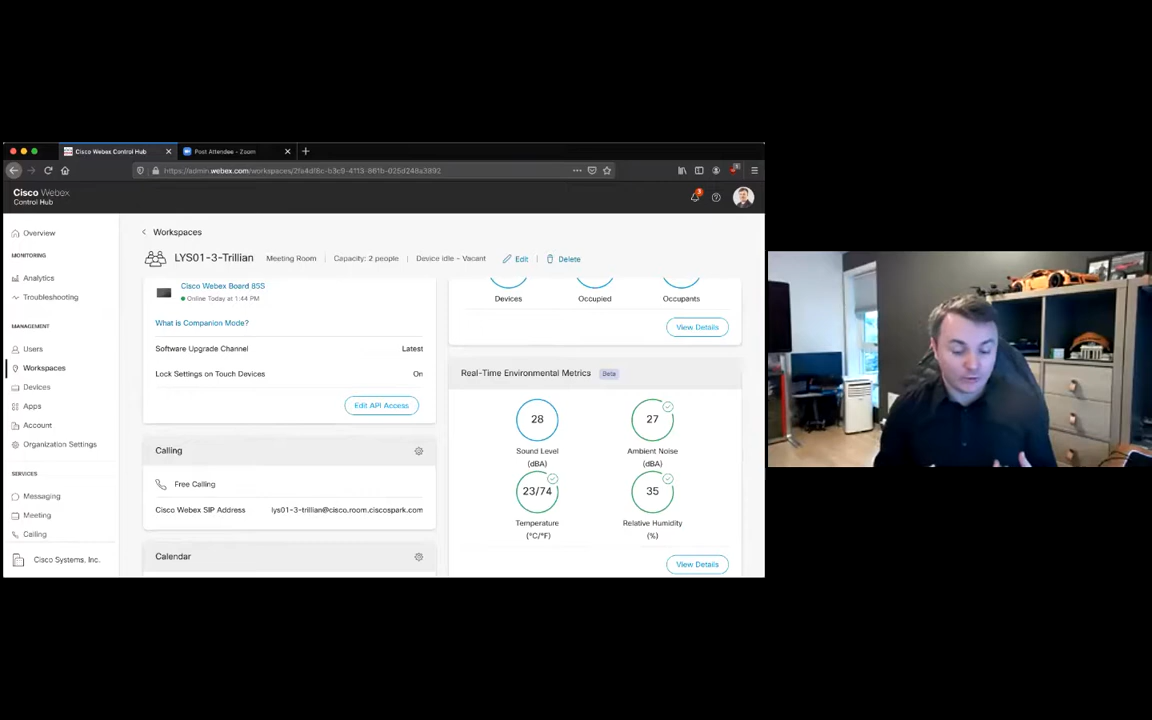 Cisco Webex Control Hub
Post Attendee - Zoom
https://admin.webex.com/workspaces/2fa4df8c-b3c9-4113-861b-025d248a3892
Cisco Webex
Control Hub
Overview
MONITORING
Analytics
Troubleshooting
MANAGEMENT
Users
Workspaces
Devices
Apps
Account
Organization Settings
SERVICES
Messaging
Meeting
Calling
Cisco Systems, Inc.
Workspaces
LYS01-3-Trillian Meeting Room Capacity: 2 people Device idle - Vacant Edit Delete
Cisco Webex Board 85S
Online Today at 1:44 PM
What is Companion Mode?
Software Upgrade Channel Latest
Lock Settings on Touch Devices On
Edit API Access
Calling
Free Calling
Cisco Webex SIP Address lys01-3-trillian@cisco.room.ciscospark.com
Calendar
Devices Occupied Occupants
View Details
Real-Time Environmental Metrics Beta
28 27
Sound Level Ambient Noise
(dBA) (dBA)
23/74 35
Temperature Relative Humidity
(°C/°F) (%)
View Details